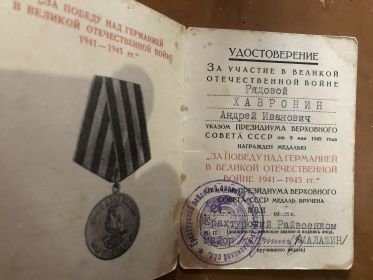 "ЗА ПОБЕДУ НАД ГЕРМАНИЕЙ
В ВЕЛИКОЙ ОТЕЧЕСТВЕННОЙ ВОЙНЕ
1941—1945 гг."
УДОСТОВЕРЕНИЕ
ЗА УЧАСТИЕ В ВЕЛИКОЙ
ОТЕЧЕСТВЕННОЙ ВОЙНЕ
Рядовой
ХАВРОНИН
Андрей Иванович
УКАЗОМ ПРЕЗИДИУМА ВЕРХОВНОГО
СОВЕТА СССР от 9 мая 1945 года
НАГРАЖДЕН МЕДАЛЬЮ
"ЗА ПОБЕДУ НАД ГЕРМАНИЕЙ
В ВЕЛИКОЙ ОТЕЧЕСТВЕННОЙ
ВОЙНЕ 1941—1945 гг."
ПРЕЗИДИУМА ВЕРХОВНОГО
СОВЕТА СССР МЕДАЛЬ ВРУЧЕНА
Райвоенком
майор